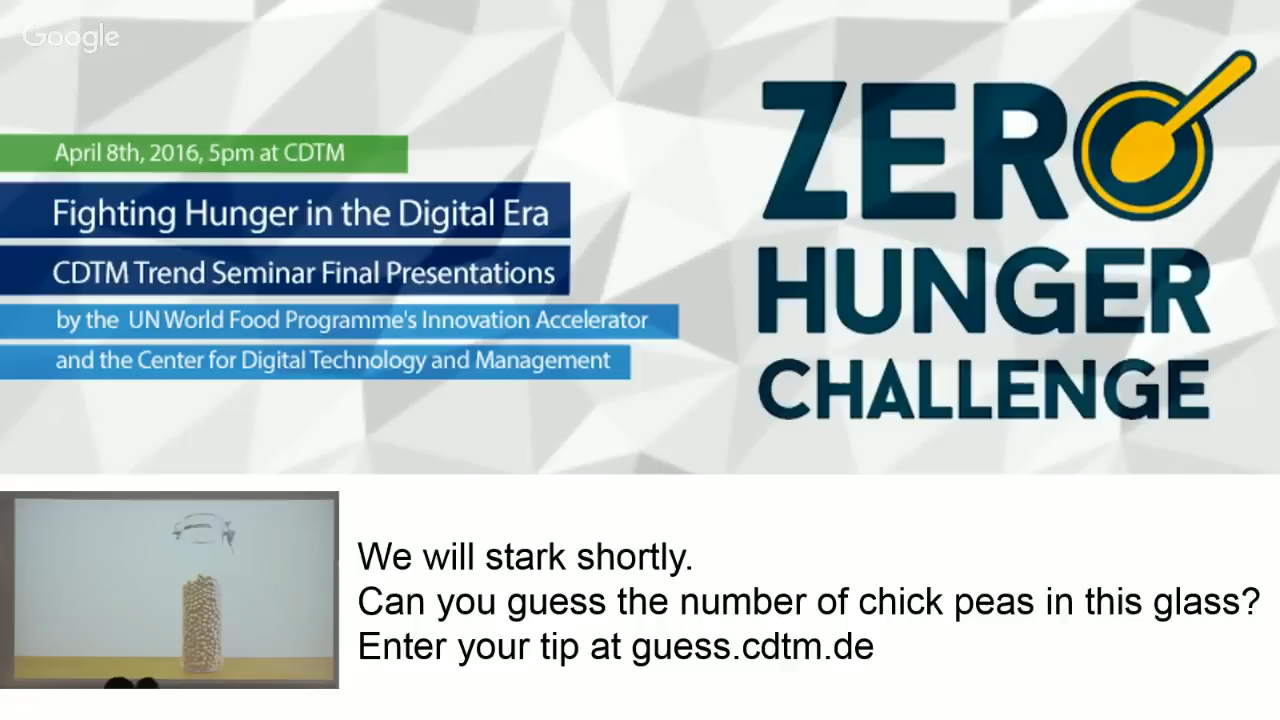 Google
April 8th, 2016, 5pm at CDTM
Fighting Hunger in the Digital Era
CDTM Trend Seminar Final Presentations
by the UN World Food Programme's Innovation Accelerator
and the Center for Digital Technology and Management
ZERO
HUNGER
CHALLENGE
We will stark shortly.
Can you guess the number of chick peas in this glass?
Enter your tip at guess.cdtm.de